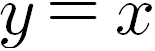 y = x